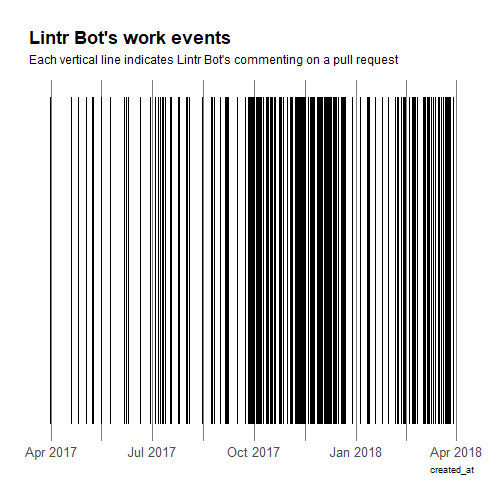 Lintr Bot's work events
Each vertical line indicates Lintr Bot's commenting on a pull request
Apr 2017 Jul 2017 Oct 2017 Jan 2018 Apr 2018
created_at